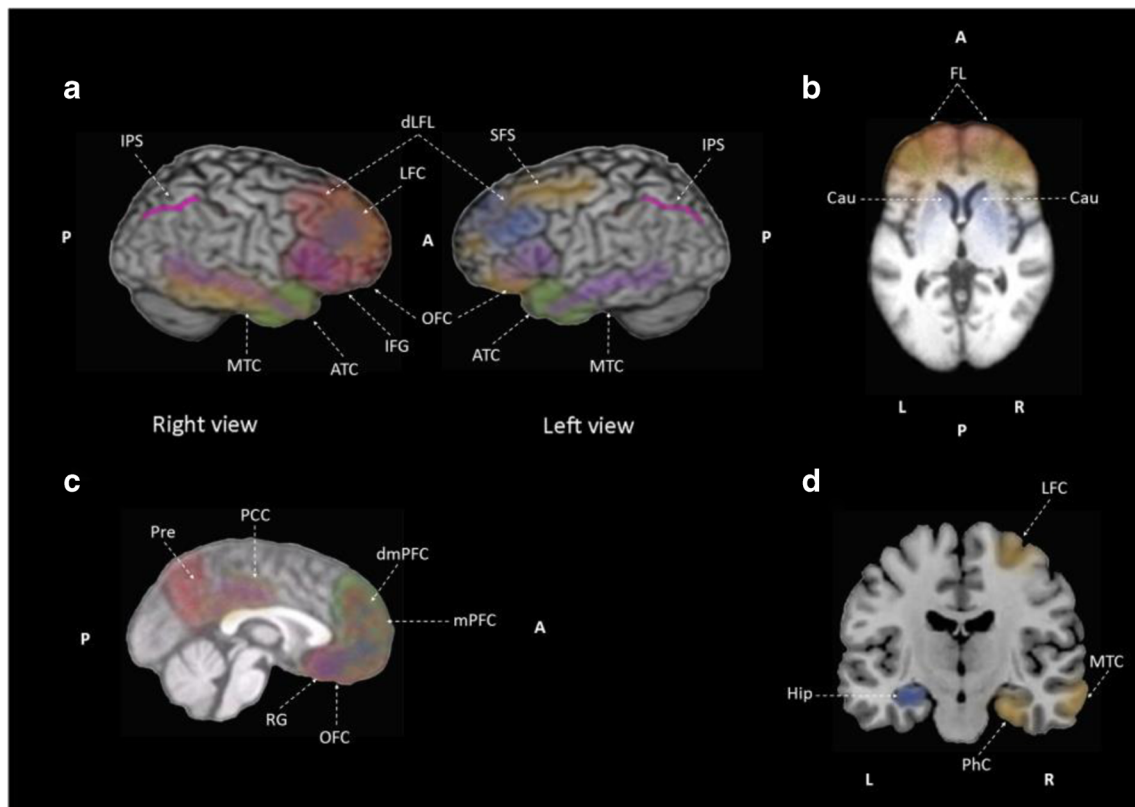 a
IPS
dLFL
SFS
IPS
LFC
P
A
P
OFC
IFG
MTC
ATC
ATC
MTC
Right view
Left view
b
A
FL
Cau
Cau
L
R
P
c
Pre
PCC
dmPFC
mPFC
P
A
RG
OFC
d
LFC
MTC
Hip
PhC
L
R